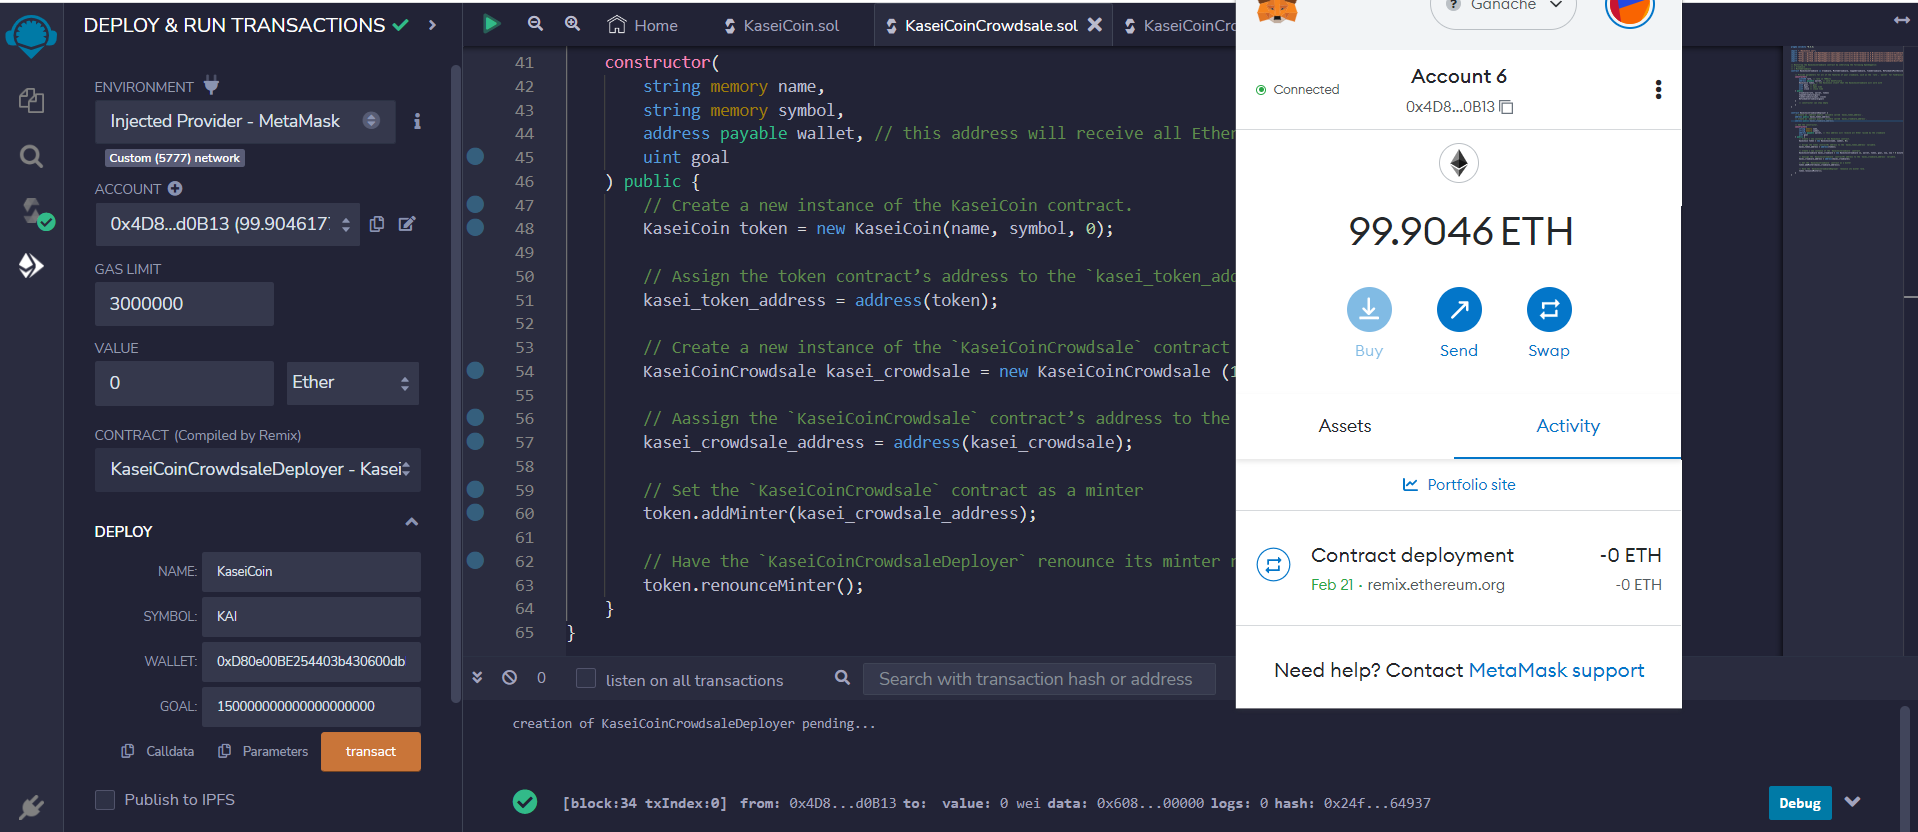 DEPLOY & RUN TRANSACTIONS
ENVIRONMENT
Injected Provider - MetaMask
Custom (5777) network
ACCOUNT
0x4D8...d0B13 (99.904617
GAS LIMIT
3000000
VALUE
0
Ether
CONTRACT (Compiled by Remix)
KaseiCoinCrowdsaleDeployer - Kasei
DEPLOY
NAME: KaseiCoin
SYMBOL: KAI
WALLET: 0xD80e00BE254403b430600db
GOAL: 150000000000000000000
Calldata Parameters transact
Publish to IPFS
Home KaseiCoin.sol KaseiCoinCrowdsale.sol KaseiCoinCr
41 constructor(
42 string memory name,
43 string memory symbol,
44 address payable wallet, // this address will receive all Ether
45 uint goal
46 ) public {
47 // Create a new instance of the KaseiCoin contract.
48 KaseiCoin token = new KaseiCoin(name, symbol, 0);
49
50 // Assign the token contract’s address to the `kasei_token_add
51 kasei_token_address = address(token);
52
53 // Create a new instance of the `KaseiCoinCrowdsale` contract
54 KaseiCoinCrowdsale kasei_crowdsale = new KaseiCoinCrowdsale (1
55
56 // Aassign the `KaseiCoinCrowdsale` contract’s address to the
57 kasei_crowdsale_address = address(kasei_crowdsale);
58
59 // Set the `KaseiCoinCrowdsale` contract as a minter
60 token.addMinter(kasei_crowdsale_address);
61
62 // Have the `KaseiCoinCrowdsaleDeployer` renounce its minter r
63 token.renounceMinter();
64 }
65 }
0 listen on all transactions Search with transaction hash or address
creation of KaseiCoinCrowdsaleDeployer pending...
[block:34 txIndex:0] from: 0x4D8...d0B13 to: value: 0 wei data: 0x608...00000 logs: 0 hash: 0x24f...64937
Debug
Ganache
Connected
Account 6
0x4D8...0B13
99.9046 ETH
Buy Send Swap
Assets Activity
Portfolio site
Contract deployment -0 ETH
Feb 21 · remix.ethereum.org -0 ETH
Need help? Contact MetaMask support